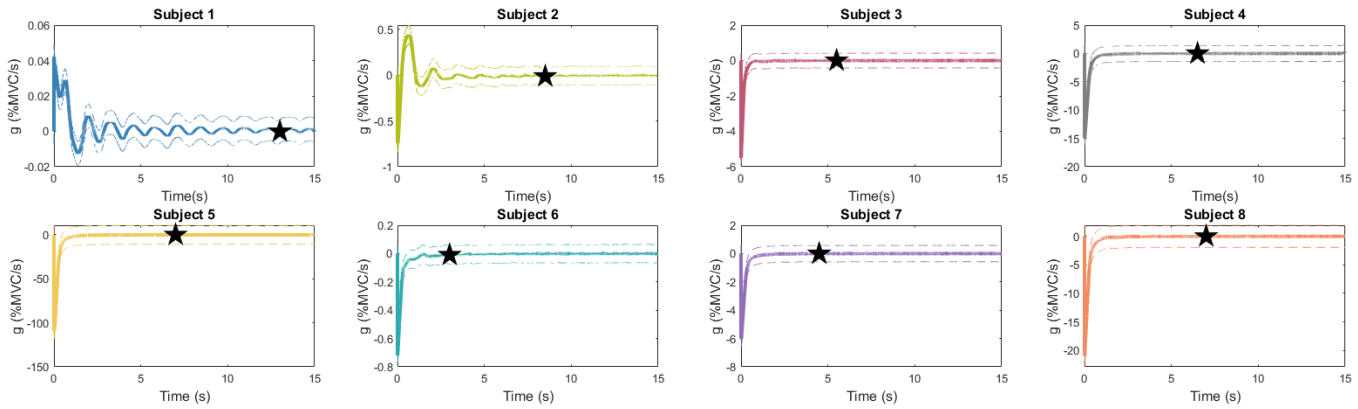 Subject 1
g (%MVC/s)
0.06
0.04
0.02
0
-0.02
0 5 10 15
Time(s)
Subject 2
g (%MVC/s)
0.5
0
-0.5
-1
0 5 10 15
Time(s)
Subject 3
g (%MVC/s)
2
0
-2
-4
-6
0 5 10 15
Time(s)
Subject 4
g (%MVC/s)
5
0
-5
-10
-15
-20
0 5 10 15
Time(s)
Subject 5
g (%MVC/s)
0
-50
-100
-150
0 5 10 15
Time (s)
Subject 6
g (%MVC/s)
0.2
0
-0.2
-0.4
-0.6
-0.8
0 5 10 15
Time (s)
Subject 7
g (%MVC/s)
2
0
-2
-4
-6
-8
0 5 10 15
Time (s)
Subject 8
g (%MVC/s)
0
-5
-10
-15
-20
0 5 10 15
Time (s)